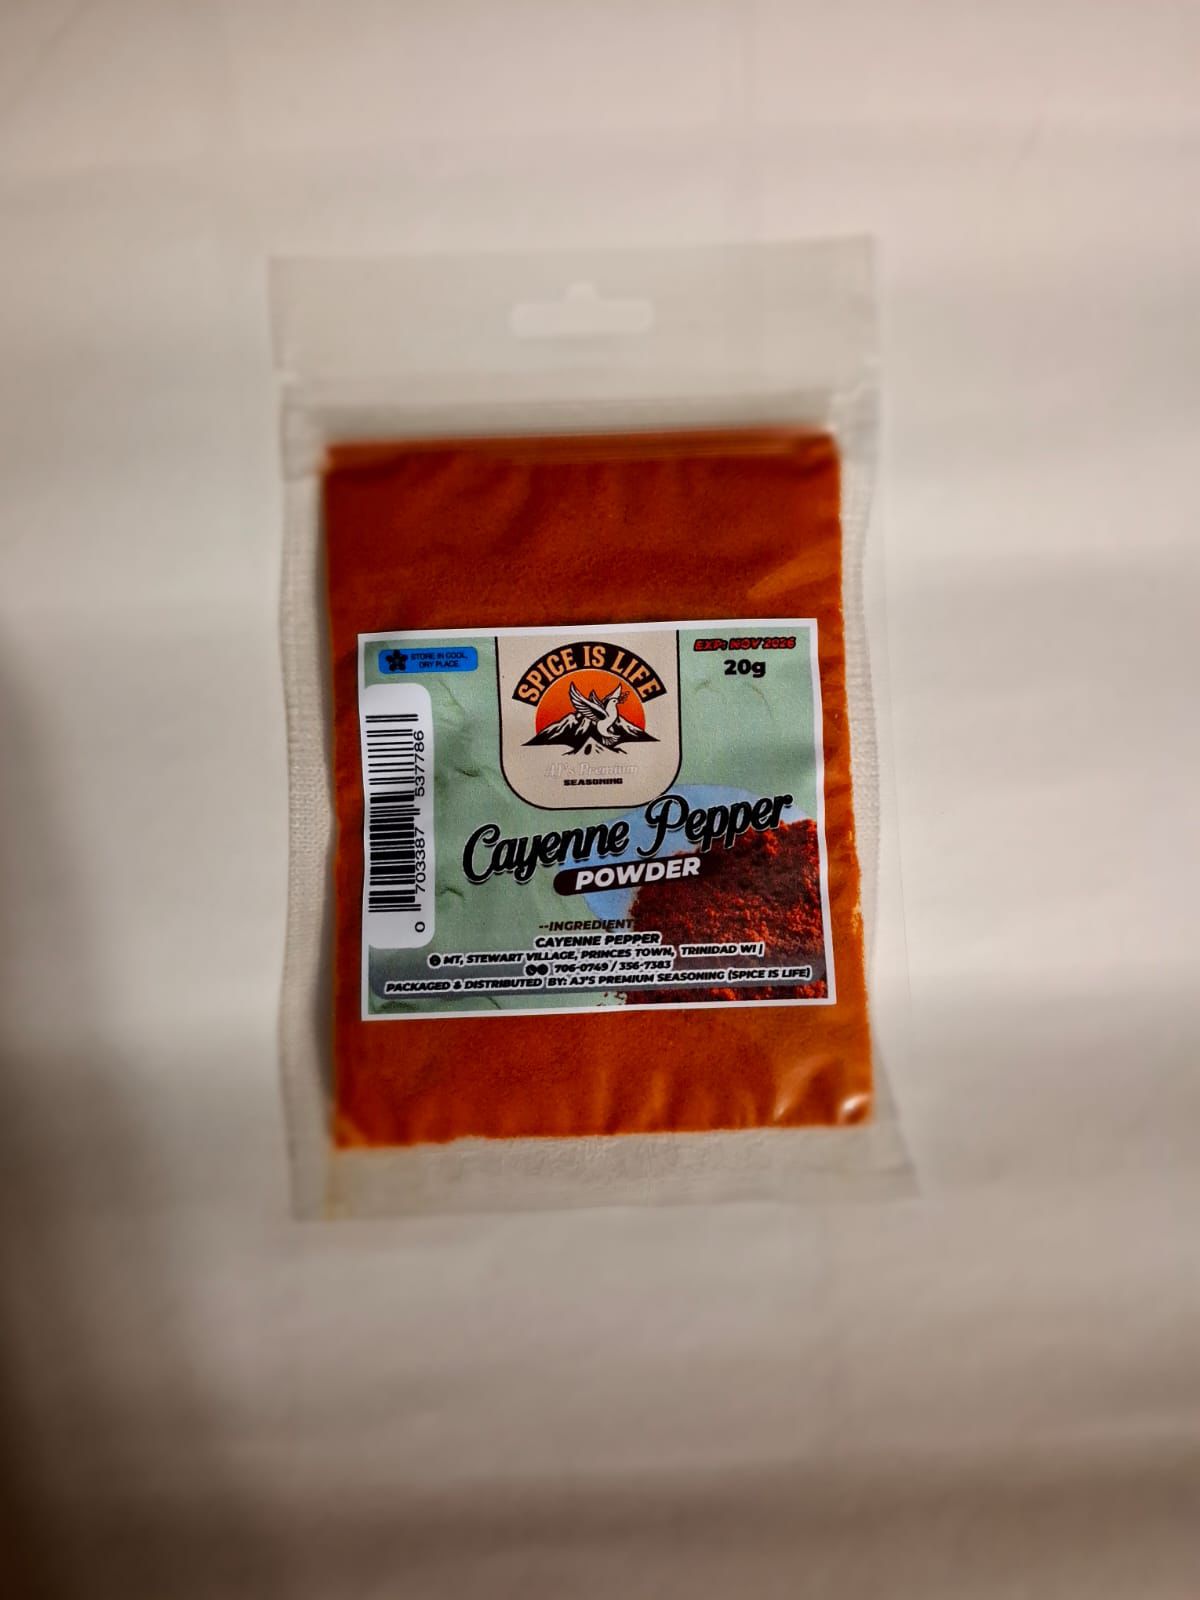 STORE IN COOL,
DRY PLACE.
SPICE IS LIFE
AJ's Premium
SEASONING
EXP: NOV 2026
20g
0 703387 537786
Cayenne Pepper
POWDER
--INGREDIENT
CAYENNE PEPPER
MT, STEWART VILLAGE, PRINCES TOWN, TRINIDAD WI |
706-0749 / 356-7383
PACKAGED & DISTRIBUTED BY: AJ'S PREMIUM SEASONING (SPICE IS LIFE)